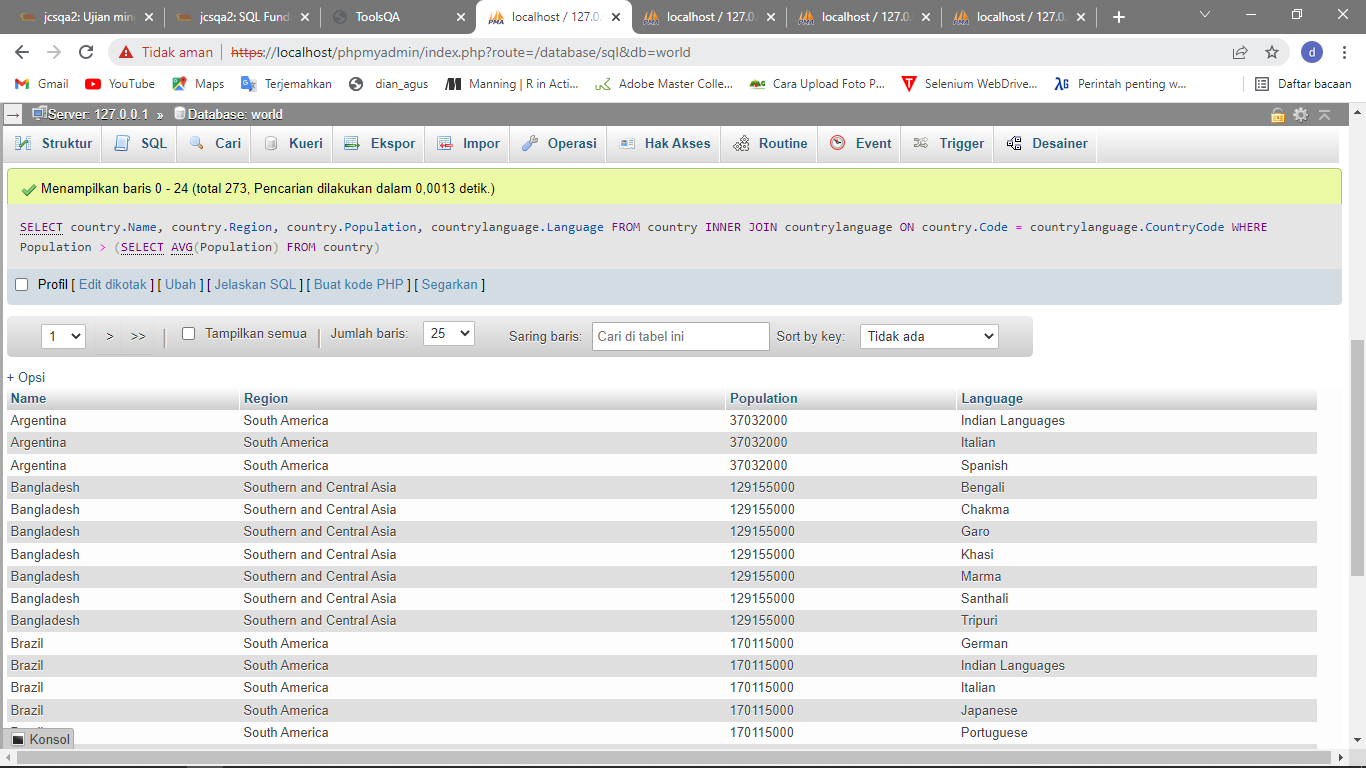 jcsqa2: Ujian min
jcsqa2: SQL Fund
ToolsQA
localhost / 127.0.
localhost / 127.0.
localhost / 127.0.
localhost / 127.0.
Tidak aman
https://localhost/phpmyadmin/index.php?route=/database/sql&db=world
d
Gmail
YouTube
Maps
Terjemahkan
dian_agus
Manning | R in Acti...
Adobe Master Colle...
Cara Upload Foto P...
Selenium WebDrive...
Perintah penting w...
Daftar bacaan
Server: 127.0.0.1 » Database: world
Struktur
SQL
Cari
Kueri
Ekspor
Impor
Operasi
Hak Akses
Routine
Event
Trigger
Desainer
Menampilkan baris 0 - 24 (total 273, Pencarian dilakukan dalam 0,0013 detik.)
SELECT country.Name, country.Region, country.Population, countrylanguage.Language FROM country INNER JOIN countrylanguage ON country.Code = countrylanguage.CountryCode WHERE
Population > (SELECT AVG(Population) FROM country)
Profil [ Edit dikotak ] [ Ubah ] [ Jelaskan SQL ] [ Buat kode PHP ] [ Segarkan ]
1 > >> | Tampilkan semua | Jumlah baris: 25 Saring baris: Cari di tabel ini Sort by key: Tidak ada
+ Opsi
Name Region Population Language
Argentina South America 37032000 Indian Languages
Argentina South America 37032000 Italian
Argentina South America 37032000 Spanish
Bangladesh Southern and Central Asia 129155000 Bengali
Bangladesh Southern and Central Asia 129155000 Chakma
Bangladesh Southern and Central Asia 129155000 Garo
Bangladesh Southern and Central Asia 129155000 Khasi
Bangladesh Southern and Central Asia 129155000 Marma
Bangladesh Southern and Central Asia 129155000 Santhali
Bangladesh Southern and Central Asia 129155000 Tripuri
Brazil South America 170115000 German
Brazil South America 170115000 Indian Languages
Brazil South America 170115000 Italian
Brazil South America 170115000 Japanese
South America 170115000 Portuguese
Konsol